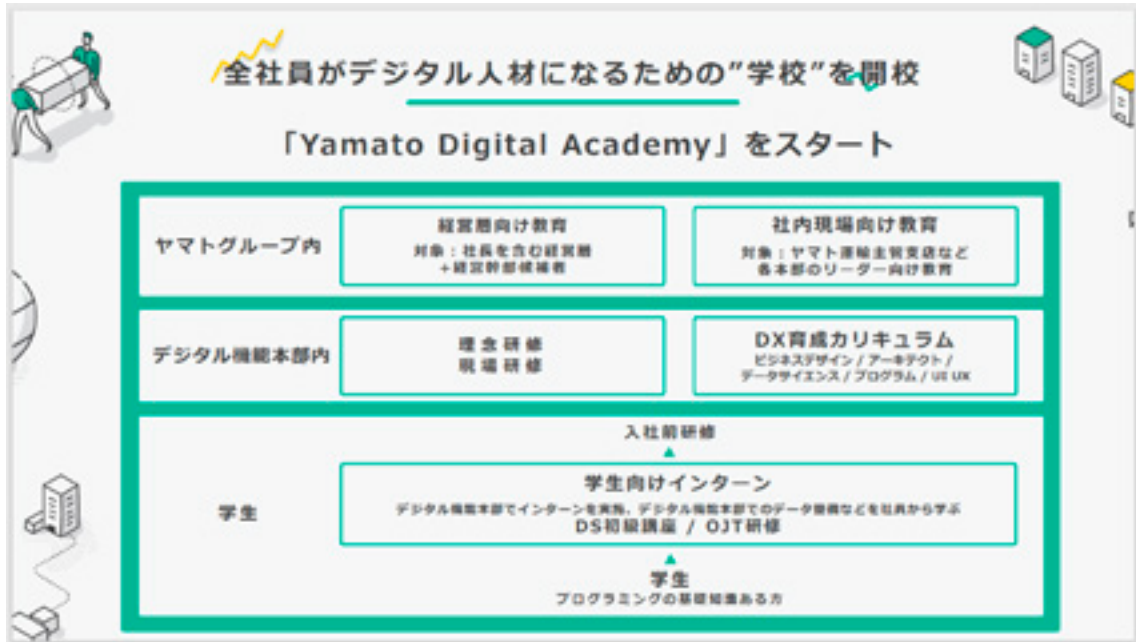 全社員がデジタル人材になるための”学校”を開校
「Yamato Digital Academy」をスタート
ヤマトグループ内
経営層向け教育
対象：社長を含む経営層
＋経営幹部候補者
社内現場向け教育
対象：ヤマト運輸主管支店など
各本部のリーダー向け教育
デジタル機能本部内
理念研修
現場研修
DX育成カリキュラム
ビジネスデザイン / アーキテクト /
データサイエンス / プログラム / UI UX
学生
入社前研修
学生向けインターン
デジタル機能本部でインターンを実施、デジタル機能本部でのデータ整備などを社員から学ぶ
DS初級講座 / OJT研修
学生
プログラミングの基礎知識ある方